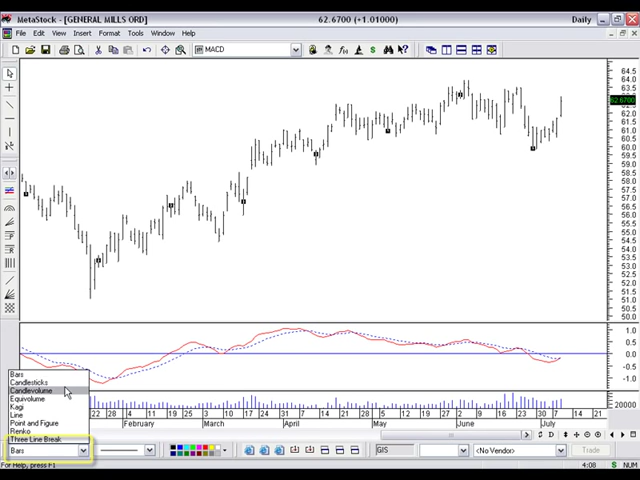 MetaStock - [GENERAL MILLS ORD]
62.6700 (+1.01000)
Daily
File Edit View Insert Format Tools Window Help
MACD
64.5
64.0
62.6700
62.0
61.5
61.0
60.5
60.0
59.5
59.0
58.5
58.0
57.5
57.0
56.5
56.0
55.5
55.0
54.5
54.0
53.5
53.0
52.5
52.0
51.5
51.0
50.5
50.0
1.0
0.5
0.0
-0.5
-1.0
Bars
Candlesticks
Candlevolume
Equivolume
Kagi
Line
Point and Figure
Renko
Three Line Break
20000
22 28 4 11 19 25 3 10 17 24 31 7 14 21 28 5 12 19 27 2 9 16 23 30 7 14 21
February March April May June July
Bars
GIS
<No Vendor>
Trade
For Help, press F1
4:08
NUM